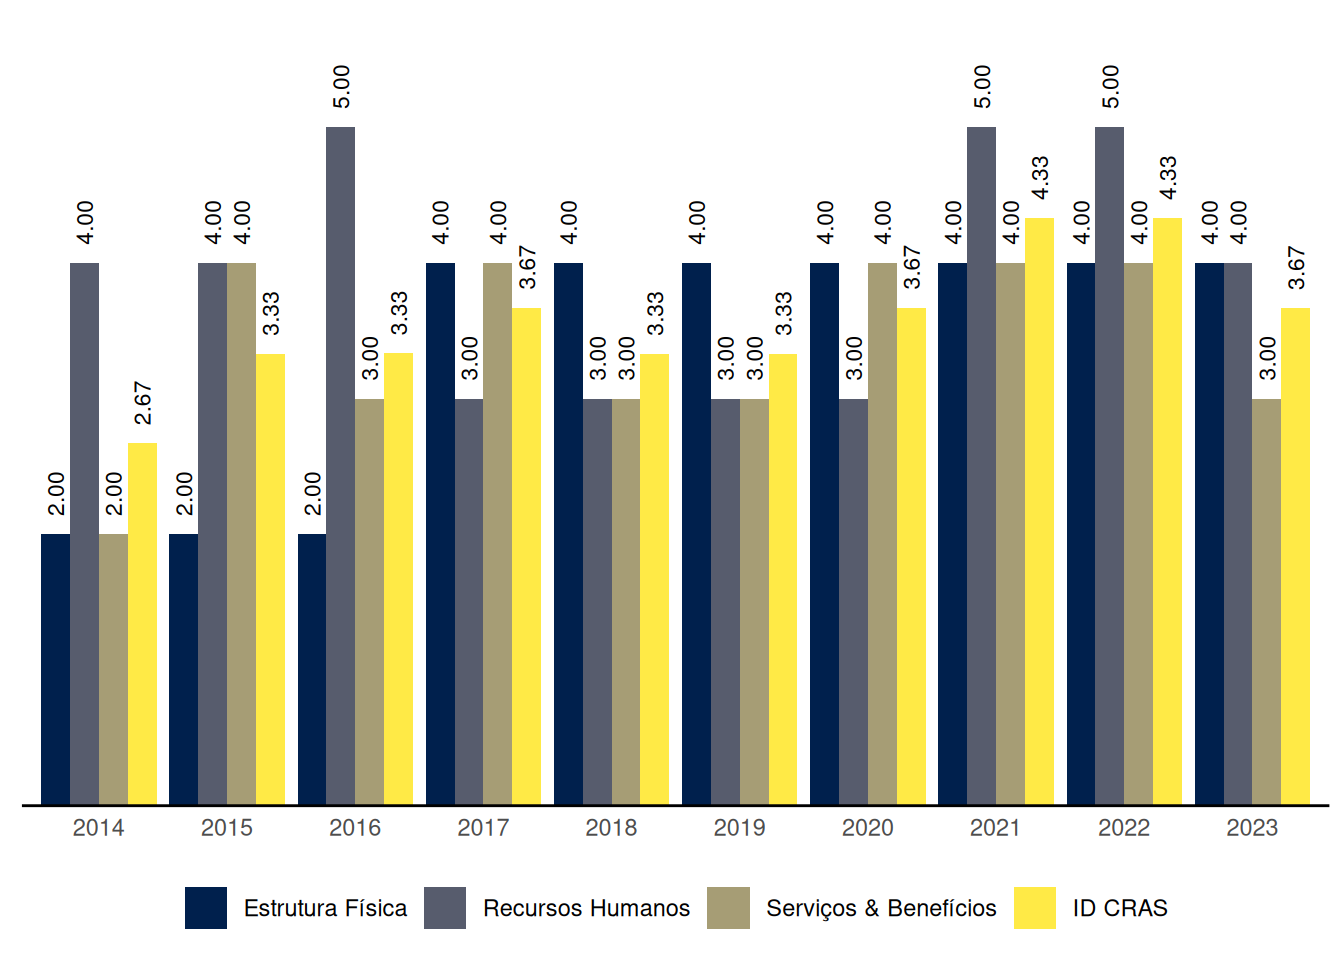 5.00 5.00 5.00
4.33 4.33
4.00 4.00 4.00 4.00 4.00 4.00 4.00 4.00 4.00 4.00 4.00 4.00 4.00 4.00 4.00
3.67 3.67 3.67
3.33 3.33 3.33 3.33
3.00 3.00 3.00 3.00 3.00 3.00 3.00 3.00
2.67
2.00 2.00 2.00 2.00
2014 2015 2016 2017 2018 2019 2020 2021 2022 2023
Estrutura Física Recursos Humanos Serviços & Benefícios ID CRAS